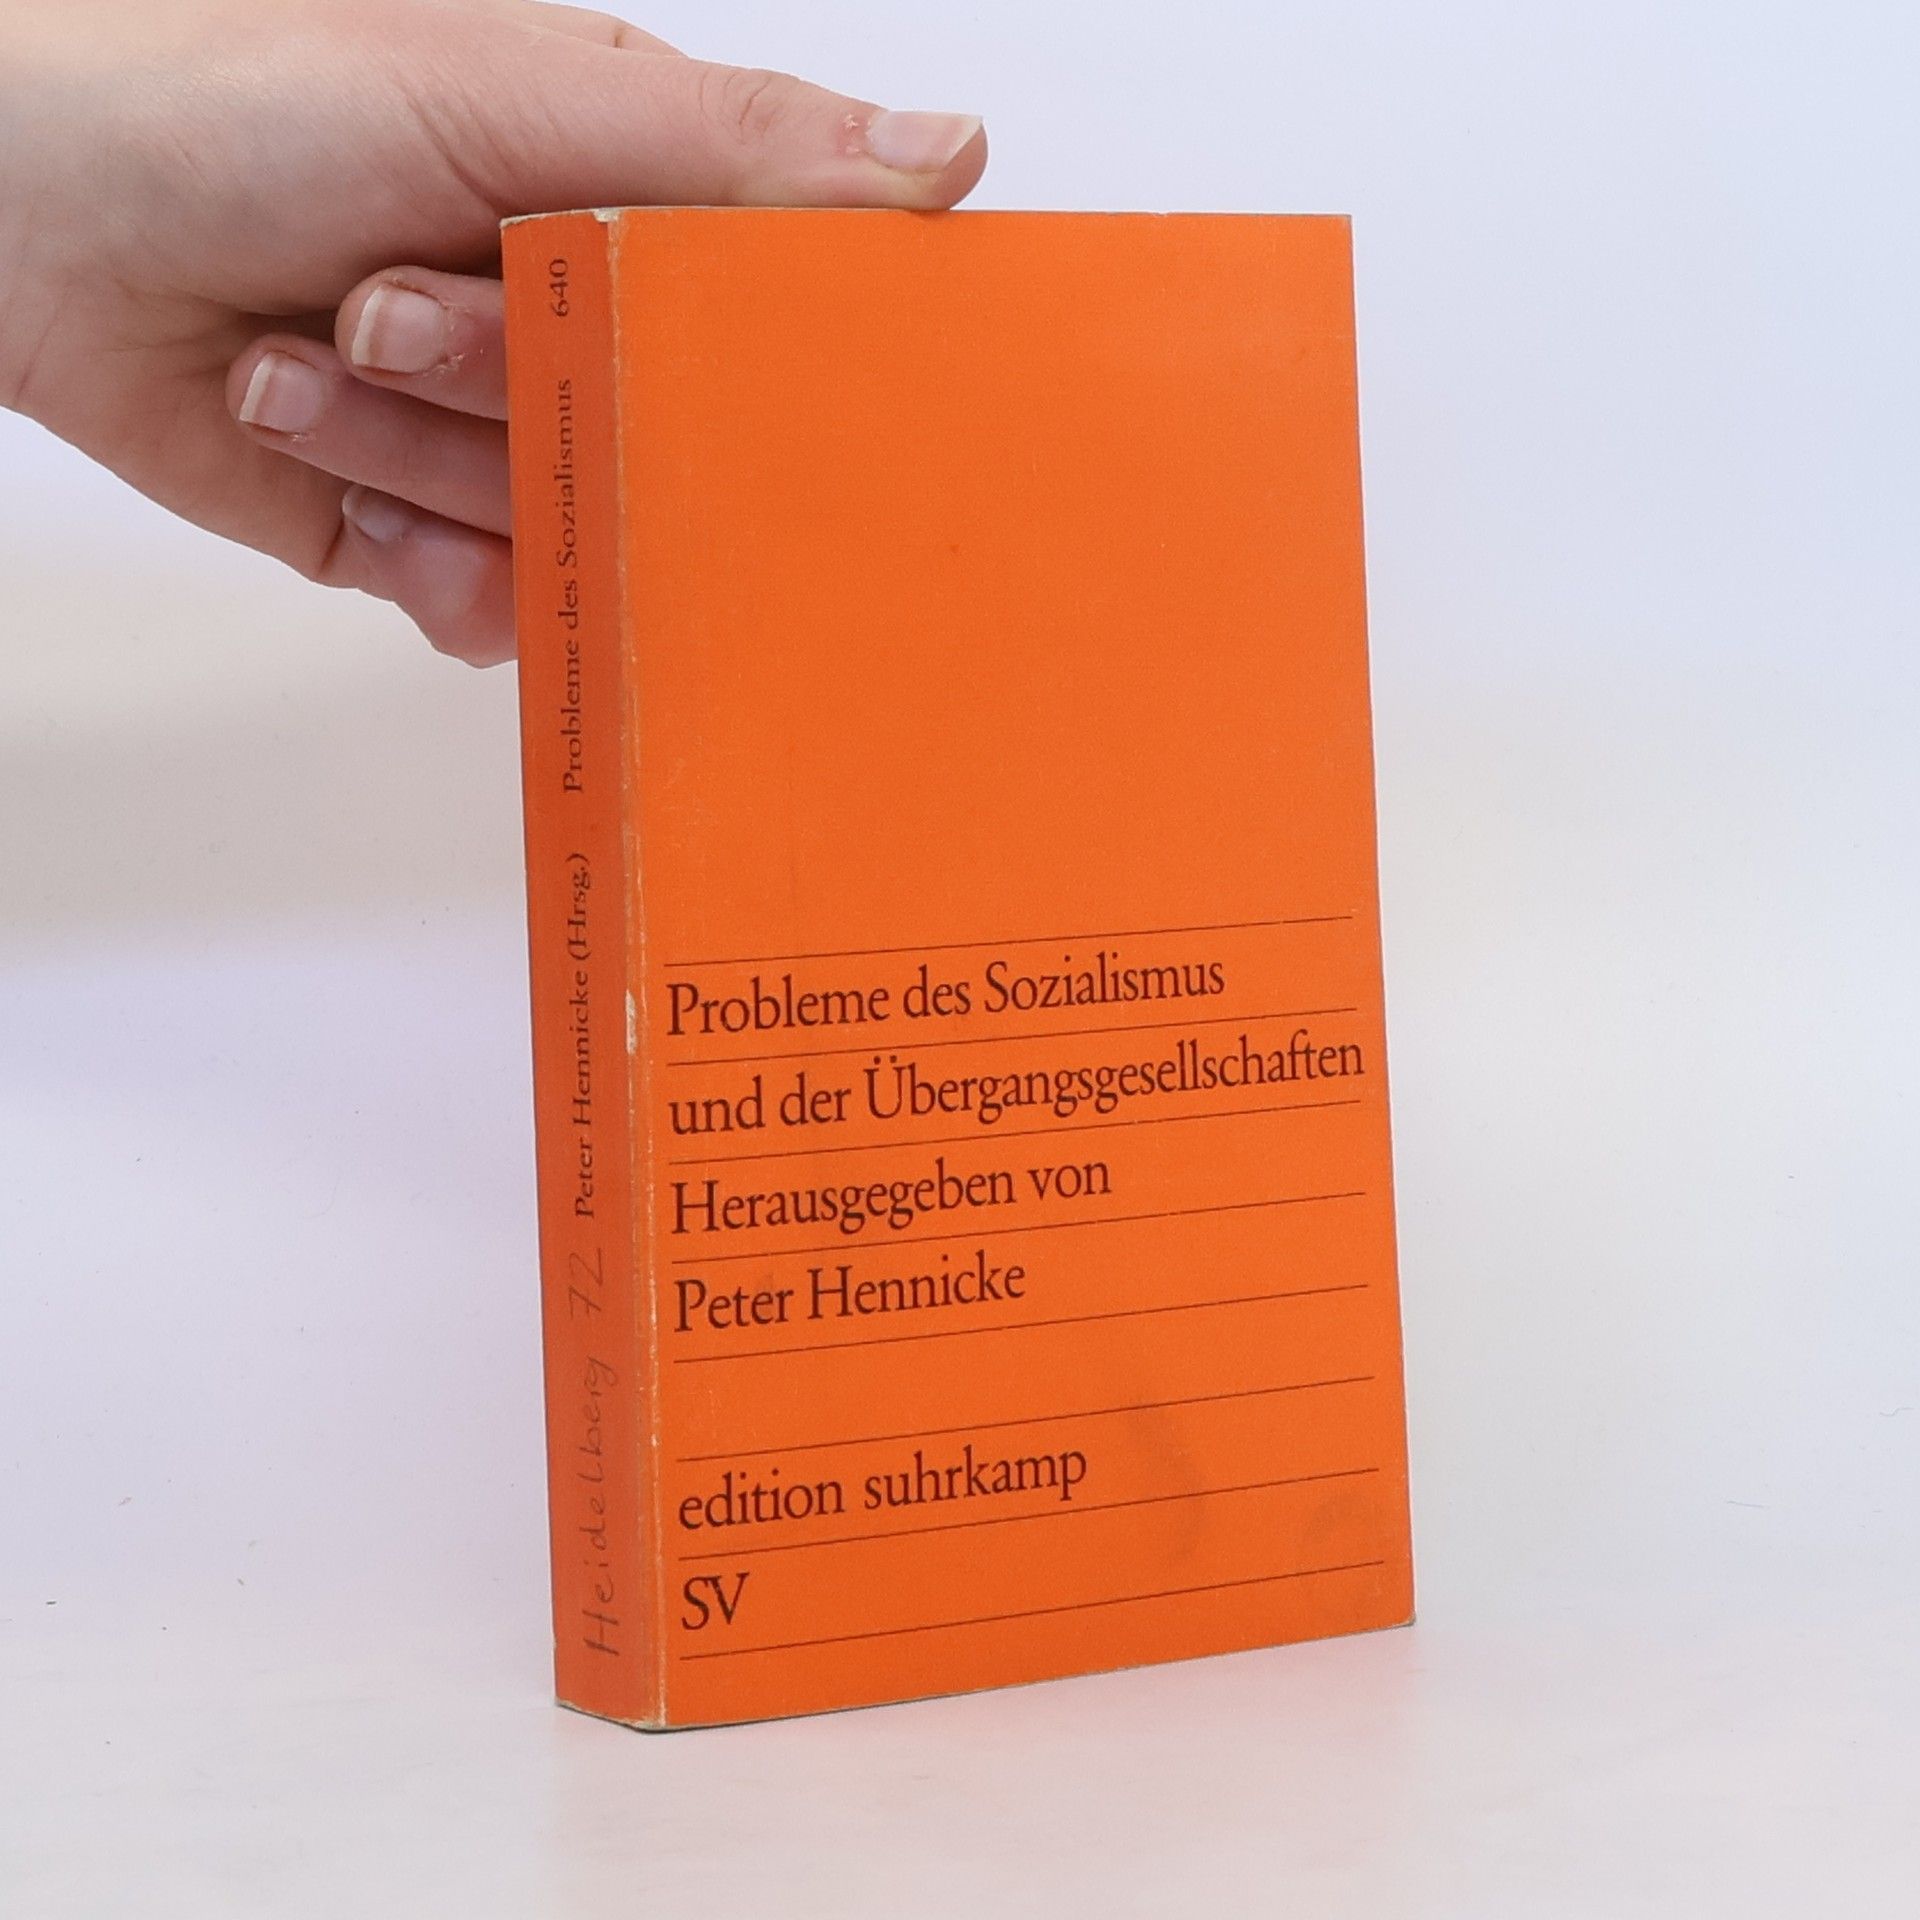 Probleme des Sozialismus
und der Übergangsgesellschaften
Herausgegeben von
Peter Hennicke
edition suhrkamp
SV
Heidelberg 72 Peter Hennicke (Hrsg.) Probleme des Sozialismus 640